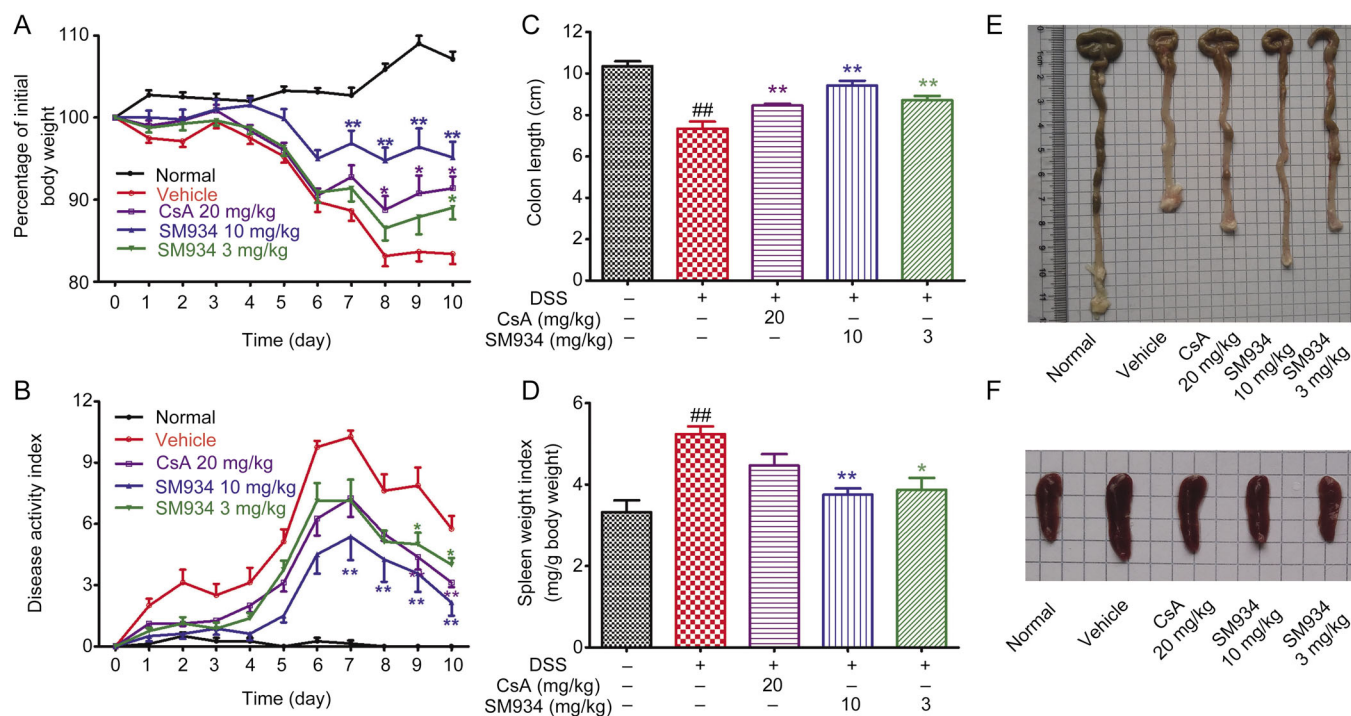 A
Percentage of initial
body weight
110
100
90
80
Normal
Vehicle
CsA 20 mg/kg
SM934 10 mg/kg
SM934 3 mg/kg
** ** ** **
* * *
*
0 1 2 3 4 5 6 7 8 9 10
Time (day)
B
Disease activity index
12
9
6
3
0
Normal
Vehicle
CsA 20 mg/kg
SM934 10 mg/kg
SM934 3 mg/kg
* *
** **
** ** ** **
0 1 2 3 4 5 6 7 8 9 10
Time (day)
C
Colon length (cm)
12
10
8
6
4
2
0
## ** ** **
DSS – + + + +
CsA (mg/kg) – – 20 – –
SM934 (mg/kg) – – – 10 3
D
Spleen weight index
(mg/g body weight)
6
4
2
0
## ** *
DSS – + + + +
CsA (mg/kg) – – 20 – –
SM934 (mg/kg) – – – 10 3
E
Normal
Vehicle
CsA
20 mg/kg
SM934
10 mg/kg
SM934
3 mg/kg
F
Normal
Vehicle
CsA
20 mg/kg
SM934
10 mg/kg
SM934
3 mg/kg